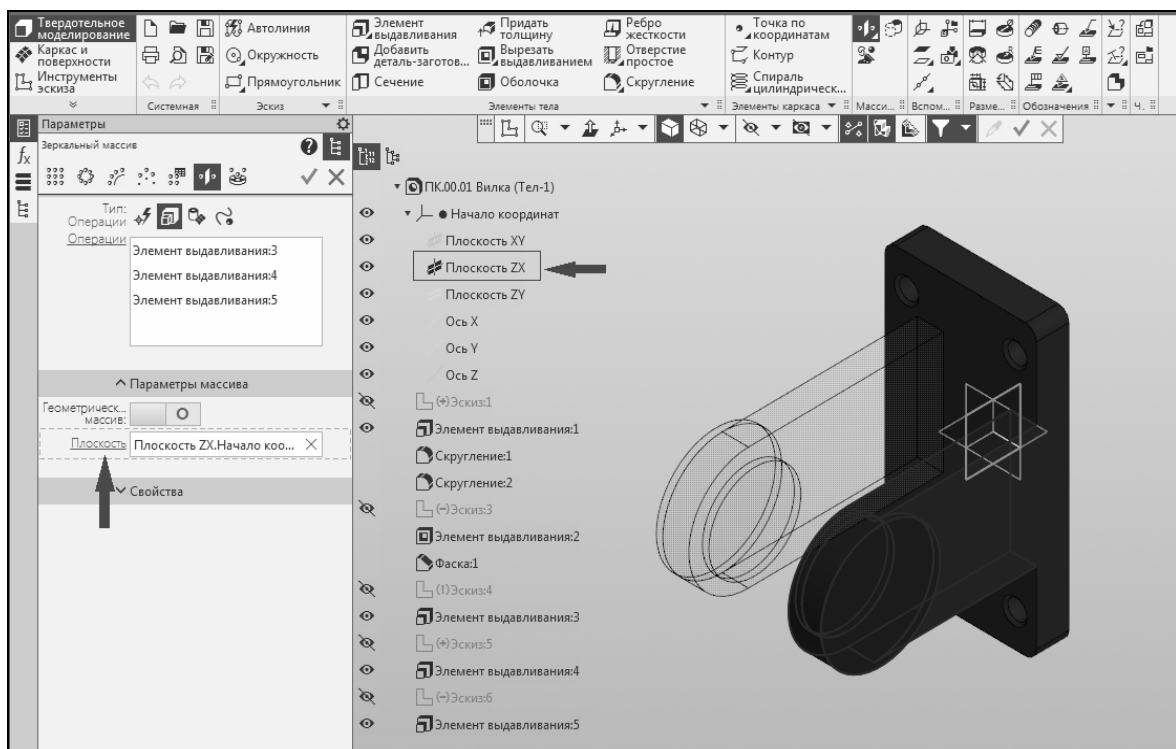 Твердотельное моделирование
Каркас и поверхности
Инструменты эскиза
Системная
Автолиния
Окружность
Прямоугольник
Эскиз
Элемент выдавливания
Добавить деталь-заготов...
Сечение
Придать толщину
Вырезать выдавливанием
Оболочка
Ребро жесткости
Отверстие простое
Скругление
Элементы тела
Точка по координатам
Контур
Спираль цилиндрическ...
Элементы каркаса
Масси...
Вспом...
Разме...
Обозначения
Ч.
Параметры
Зеркальный массив
Тип:
Операции
Операции
Элемент выдавливания:3
Элемент выдавливания:4
Элемент выдавливания:5
Параметры массива
Геометрическ... массив:
Плоскость
Плоскость ZX.Начало коо...
Свойства
ПК.00.01 Вилка (Тел-1)
Начало координат
Плоскость XY
Плоскость ZX
Плоскость ZY
Ось X
Ось Y
Ось Z
(+)Эскиз:1
Элемент выдавливания:1
Скругление:1
Скругление:2
(-)Эскиз:3
Элемент выдавливания:2
Фаска:1
Эскиз:4
Элемент выдавливания:3
(+)Эскиз:5
Элемент выдавливания:4
(-)Эскиз:6
Элемент выдавливания:5